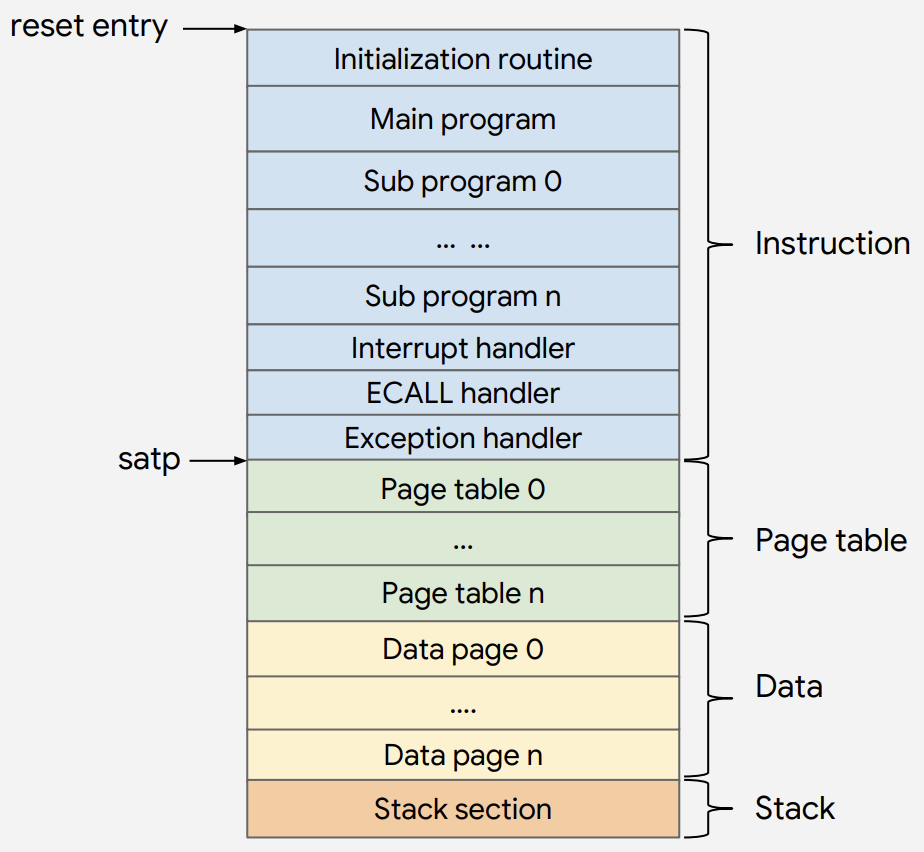 reset entry
Initialization routine
Main program
Sub program 0
... ...
Instruction
Sub program n
Interrupt handler
ECALL handler
Exception handler
satp
Page table 0
...
Page table
Page table n
Data page 0
Data
....
Data page n
Stack section
Stack